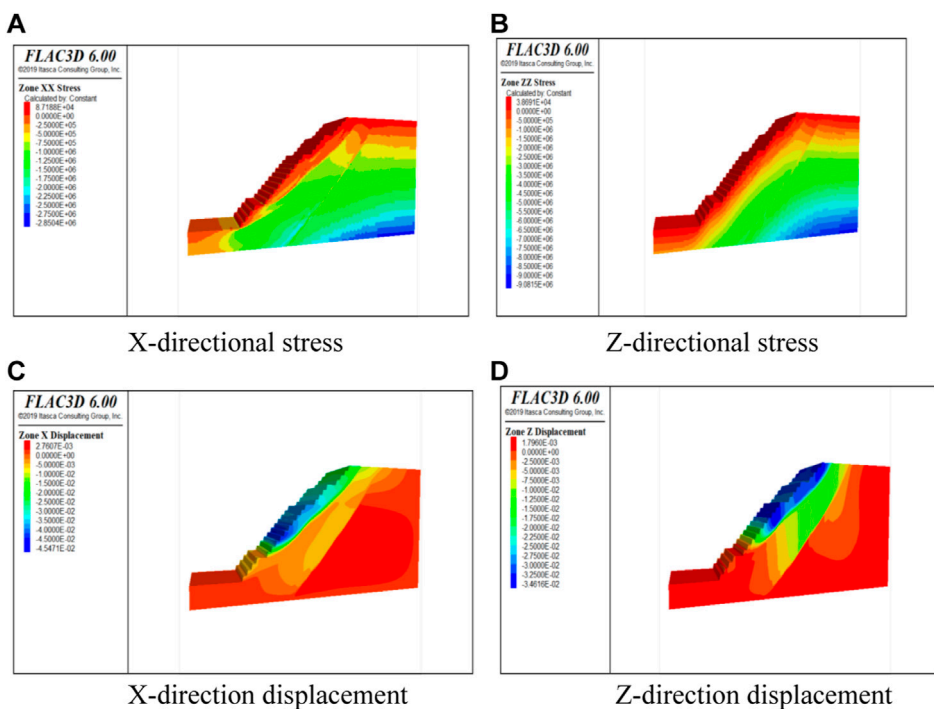 A
FLAC3D 6.00
©2019 Itasca Consulting Group, Inc.
Zone XX Stress
Calculated by: Constant
8.7188E+04
0.0000E+00
-2.5000E+05
-5.0000E+05
-7.5000E+05
-1.0000E+06
-1.2500E+06
-1.5000E+06
-1.7500E+06
-2.0000E+06
-2.2500E+06
-2.5000E+06
-2.7500E+06
-2.8504E+06
X-directional stress
B
FLAC3D 6.00
©2019 Itasca Consulting Group, Inc.
Zone ZZ Stress
Calculated by: Constant
3.8691E+04
0.0000E+00
-5.0000E+05
-1.0000E+06
-1.5000E+06
-2.0000E+06
-2.5000E+06
-3.0000E+06
-3.5000E+06
-4.0000E+06
-4.5000E+06
-5.0000E+06
-5.5000E+06
-6.0000E+06
-6.5000E+06
-7.0000E+06
-7.5000E+06
-8.0000E+06
-8.5000E+06
-9.0000E+06
-9.0815E+06
Z-directional stress
C
FLAC3D 6.00
©2019 Itasca Consulting Group, Inc.
Zone X Displacement
2.7607E-03
0.0000E+00
-5.0000E-03
-1.0000E-02
-1.5000E-02
-2.0000E-02
-2.5000E-02
-3.0000E-02
-3.5000E-02
-4.0000E-02
-4.5000E-02
-4.5471E-02
X-direction displacement
D
FLAC3D 6.00
©2019 Itasca Consulting Group, Inc.
Zone Z Displacement
1.7960E-03
0.0000E+00
-2.5000E-03
-5.0000E-03
-7.5000E-03
-1.0000E-02
-1.2500E-02
-1.5000E-02
-1.7500E-02
-2.0000E-02
-2.2500E-02
-2.5000E-02
-2.7500E-02
-3.0000E-02
-3.2500E-02
-3.4616E-02
Z-direction displacement